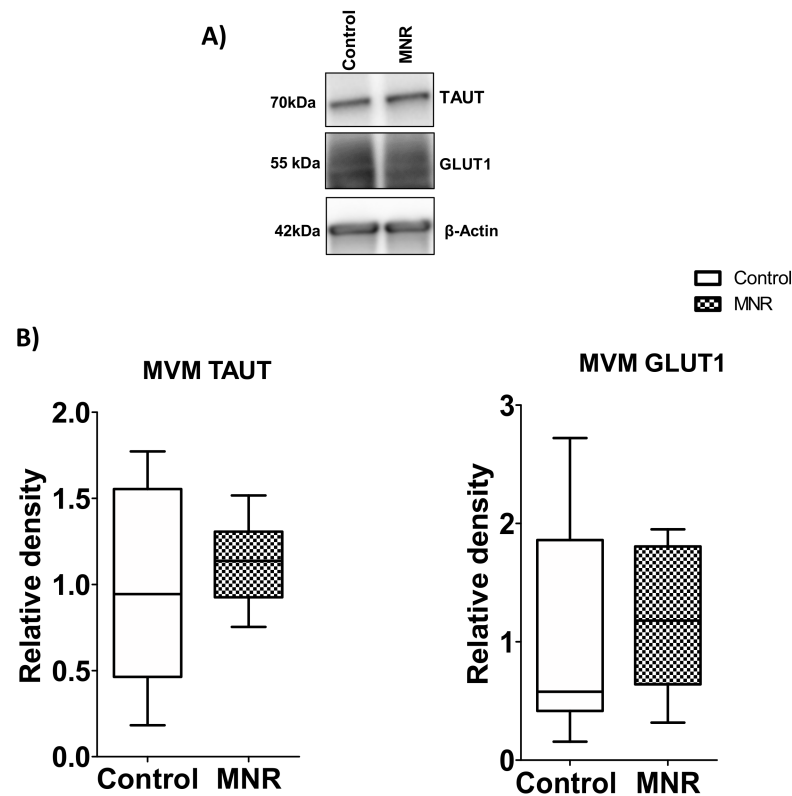 A)
Control
MNR
70kDa
TAUT
55 kDa
GLUT1
42kDa
β-Actin
Control
MNR
B)
MVM TAUT
Relative density
2.0
1.5
1.0
0.5
0.0
Control MNR
MVM GLUT1
Relative density
3
2
1
0
Control MNR